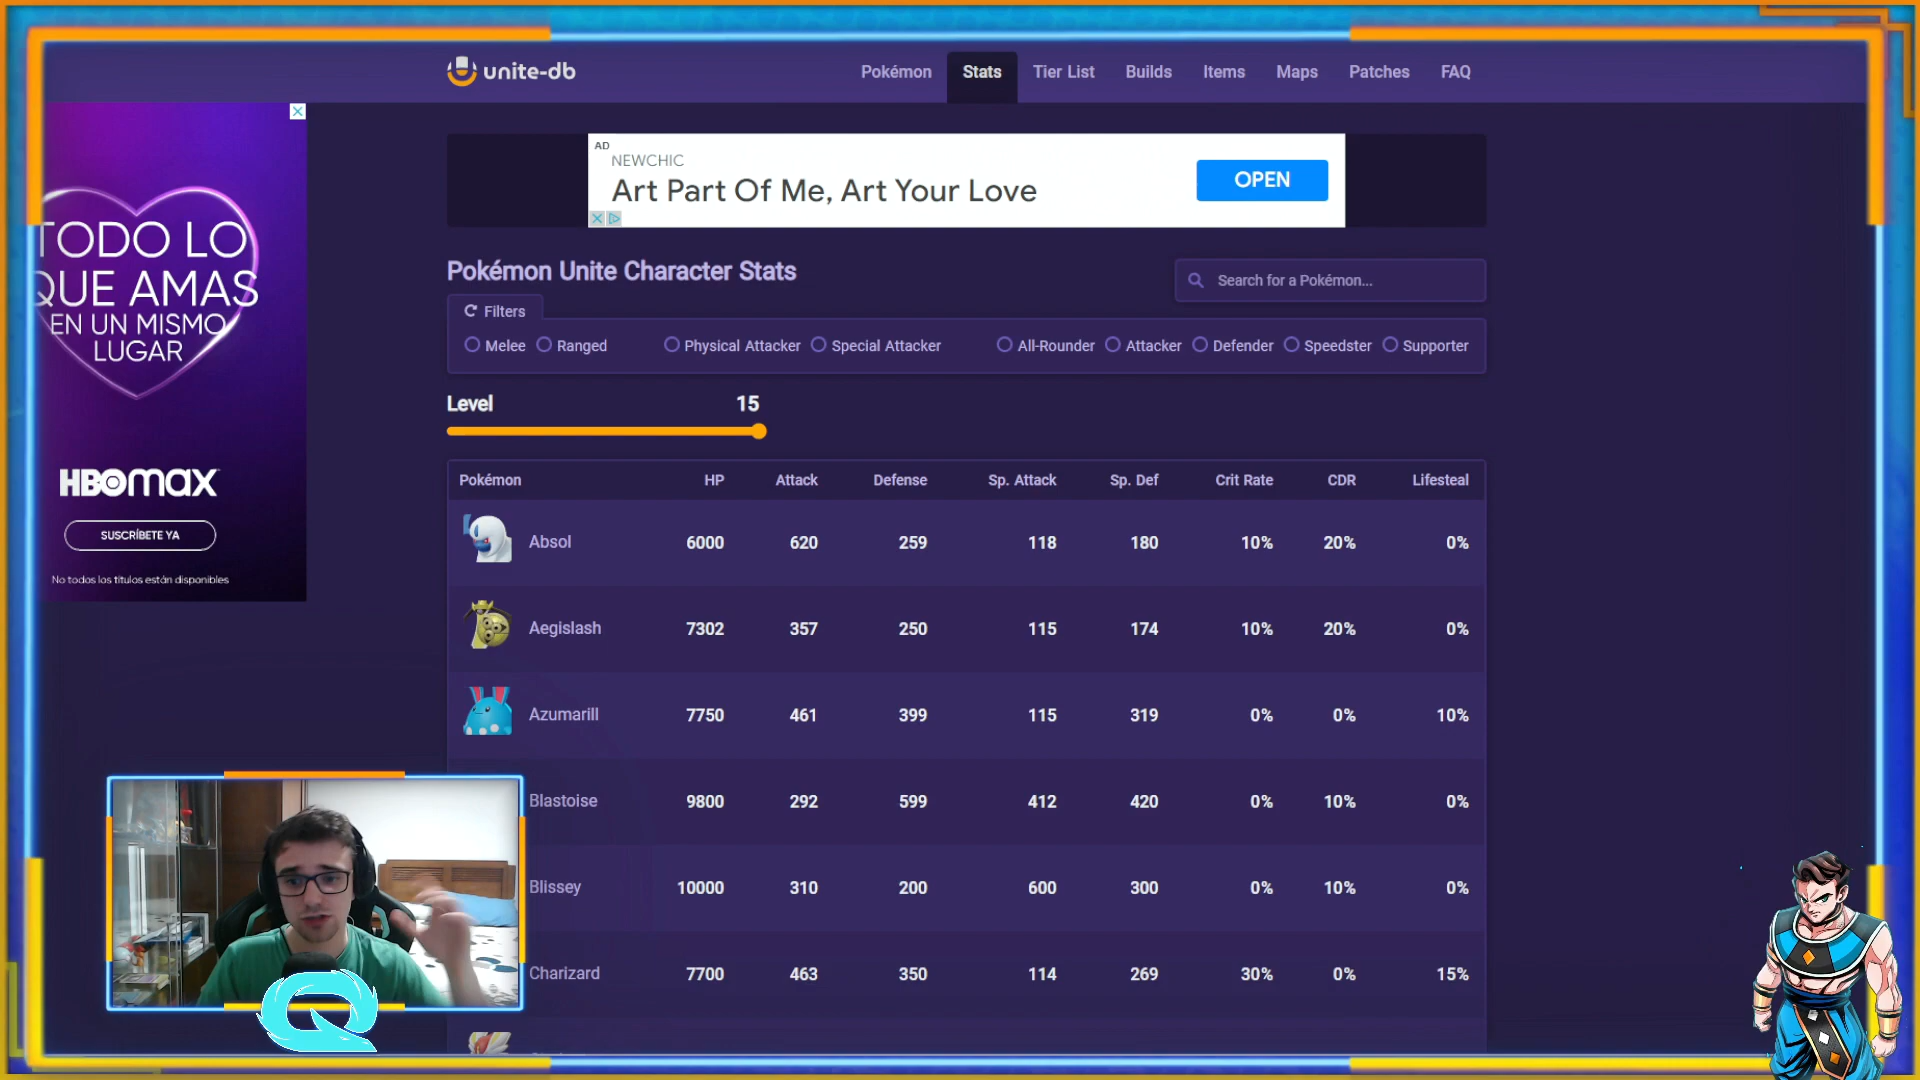 unite-db
Pokémon
Stats
Tier List
Builds
Items
Maps
Patches
FAQ
TODO LO
QUE AMAS
EN UN MISMO
LUGAR
HBOMAX
SUSCRÍBETE YA
No todos los títulos están disponibles
AD
NEWCHIC
Art Part Of Me, Art Your Love
OPEN
Pokémon Unite Character Stats
Search for a Pokémon...
Filters
Melee Ranged Physical Attacker Special Attacker All-Rounder Attacker Defender Speedster Supporter
Level 15
Pokémon HP Attack Defense Sp. Attack Sp. Def Crit Rate CDR Lifesteal
Absol 6000 620 259 118 180 10% 20% 0%
Aegislash 7302 357 250 115 174 10% 20% 0%
Azumarill 7750 461 399 115 319 0% 0% 10%
Blastoise 9800 292 599 412 420 0% 10% 0%
Blissey 10000 310 200 600 300 0% 10% 0%
Charizard 7700 463 350 114 269 30% 0% 15%